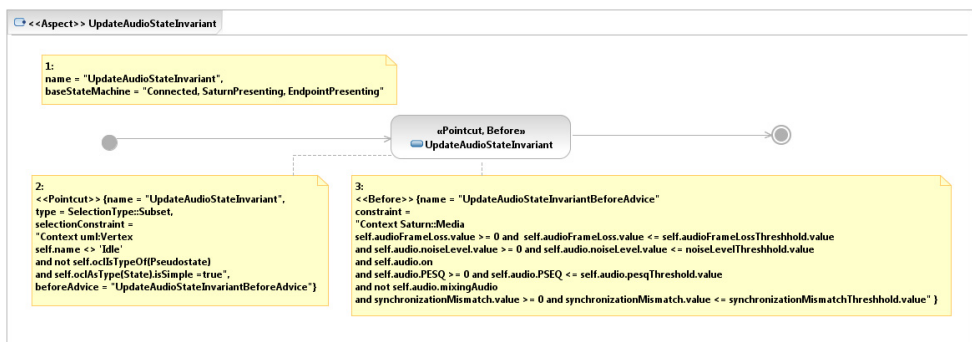 <<Aspect>> UpdateAudioStateInvariant
1:
name = "UpdateAudioStateInvariant",
baseStateMachine = "Connected, SaturnPresenting, EndpointPresenting"
«Pointcut, Before»
UpdateAudioStateInvariant
2:
<<Pointcut>> {name = "UpdateAudioStateInvariant",
type = SelectionType::Subset,
selectionConstraint =
"Context uml:Vertex
self.name <> 'Idle'
and not self.oclIsTypeOf(Pseudostate)
and self.oclAsType(State).isSimple =true",
beforeAdvice = "UpdateAudioStateInvariantBeforeAdvice"}
3:
<<Before>> {name = "UpdateAudioStateInvariantBeforeAdvice"
constraint =
"Context Saturn::Media
self.audioFrameLoss.value >= 0 and self.audioFrameLoss.value <= self.audioFrameLossThreshhold.value
and self.audio.noiseLevel.value >= 0 and self.audio.noiseLevel.value <= noiseLevelThreshhold.value
and self.audio.on
and self.audio.PESQ >= 0 and self.audio.PSEQ <= self.audio.pesqThreshold.value
and not self.audio.mixingAudio
and synchronizationMismatch.value >= 0 and synchronizationMismatch.value <= synchronizationMismatchThreshhold.value" }